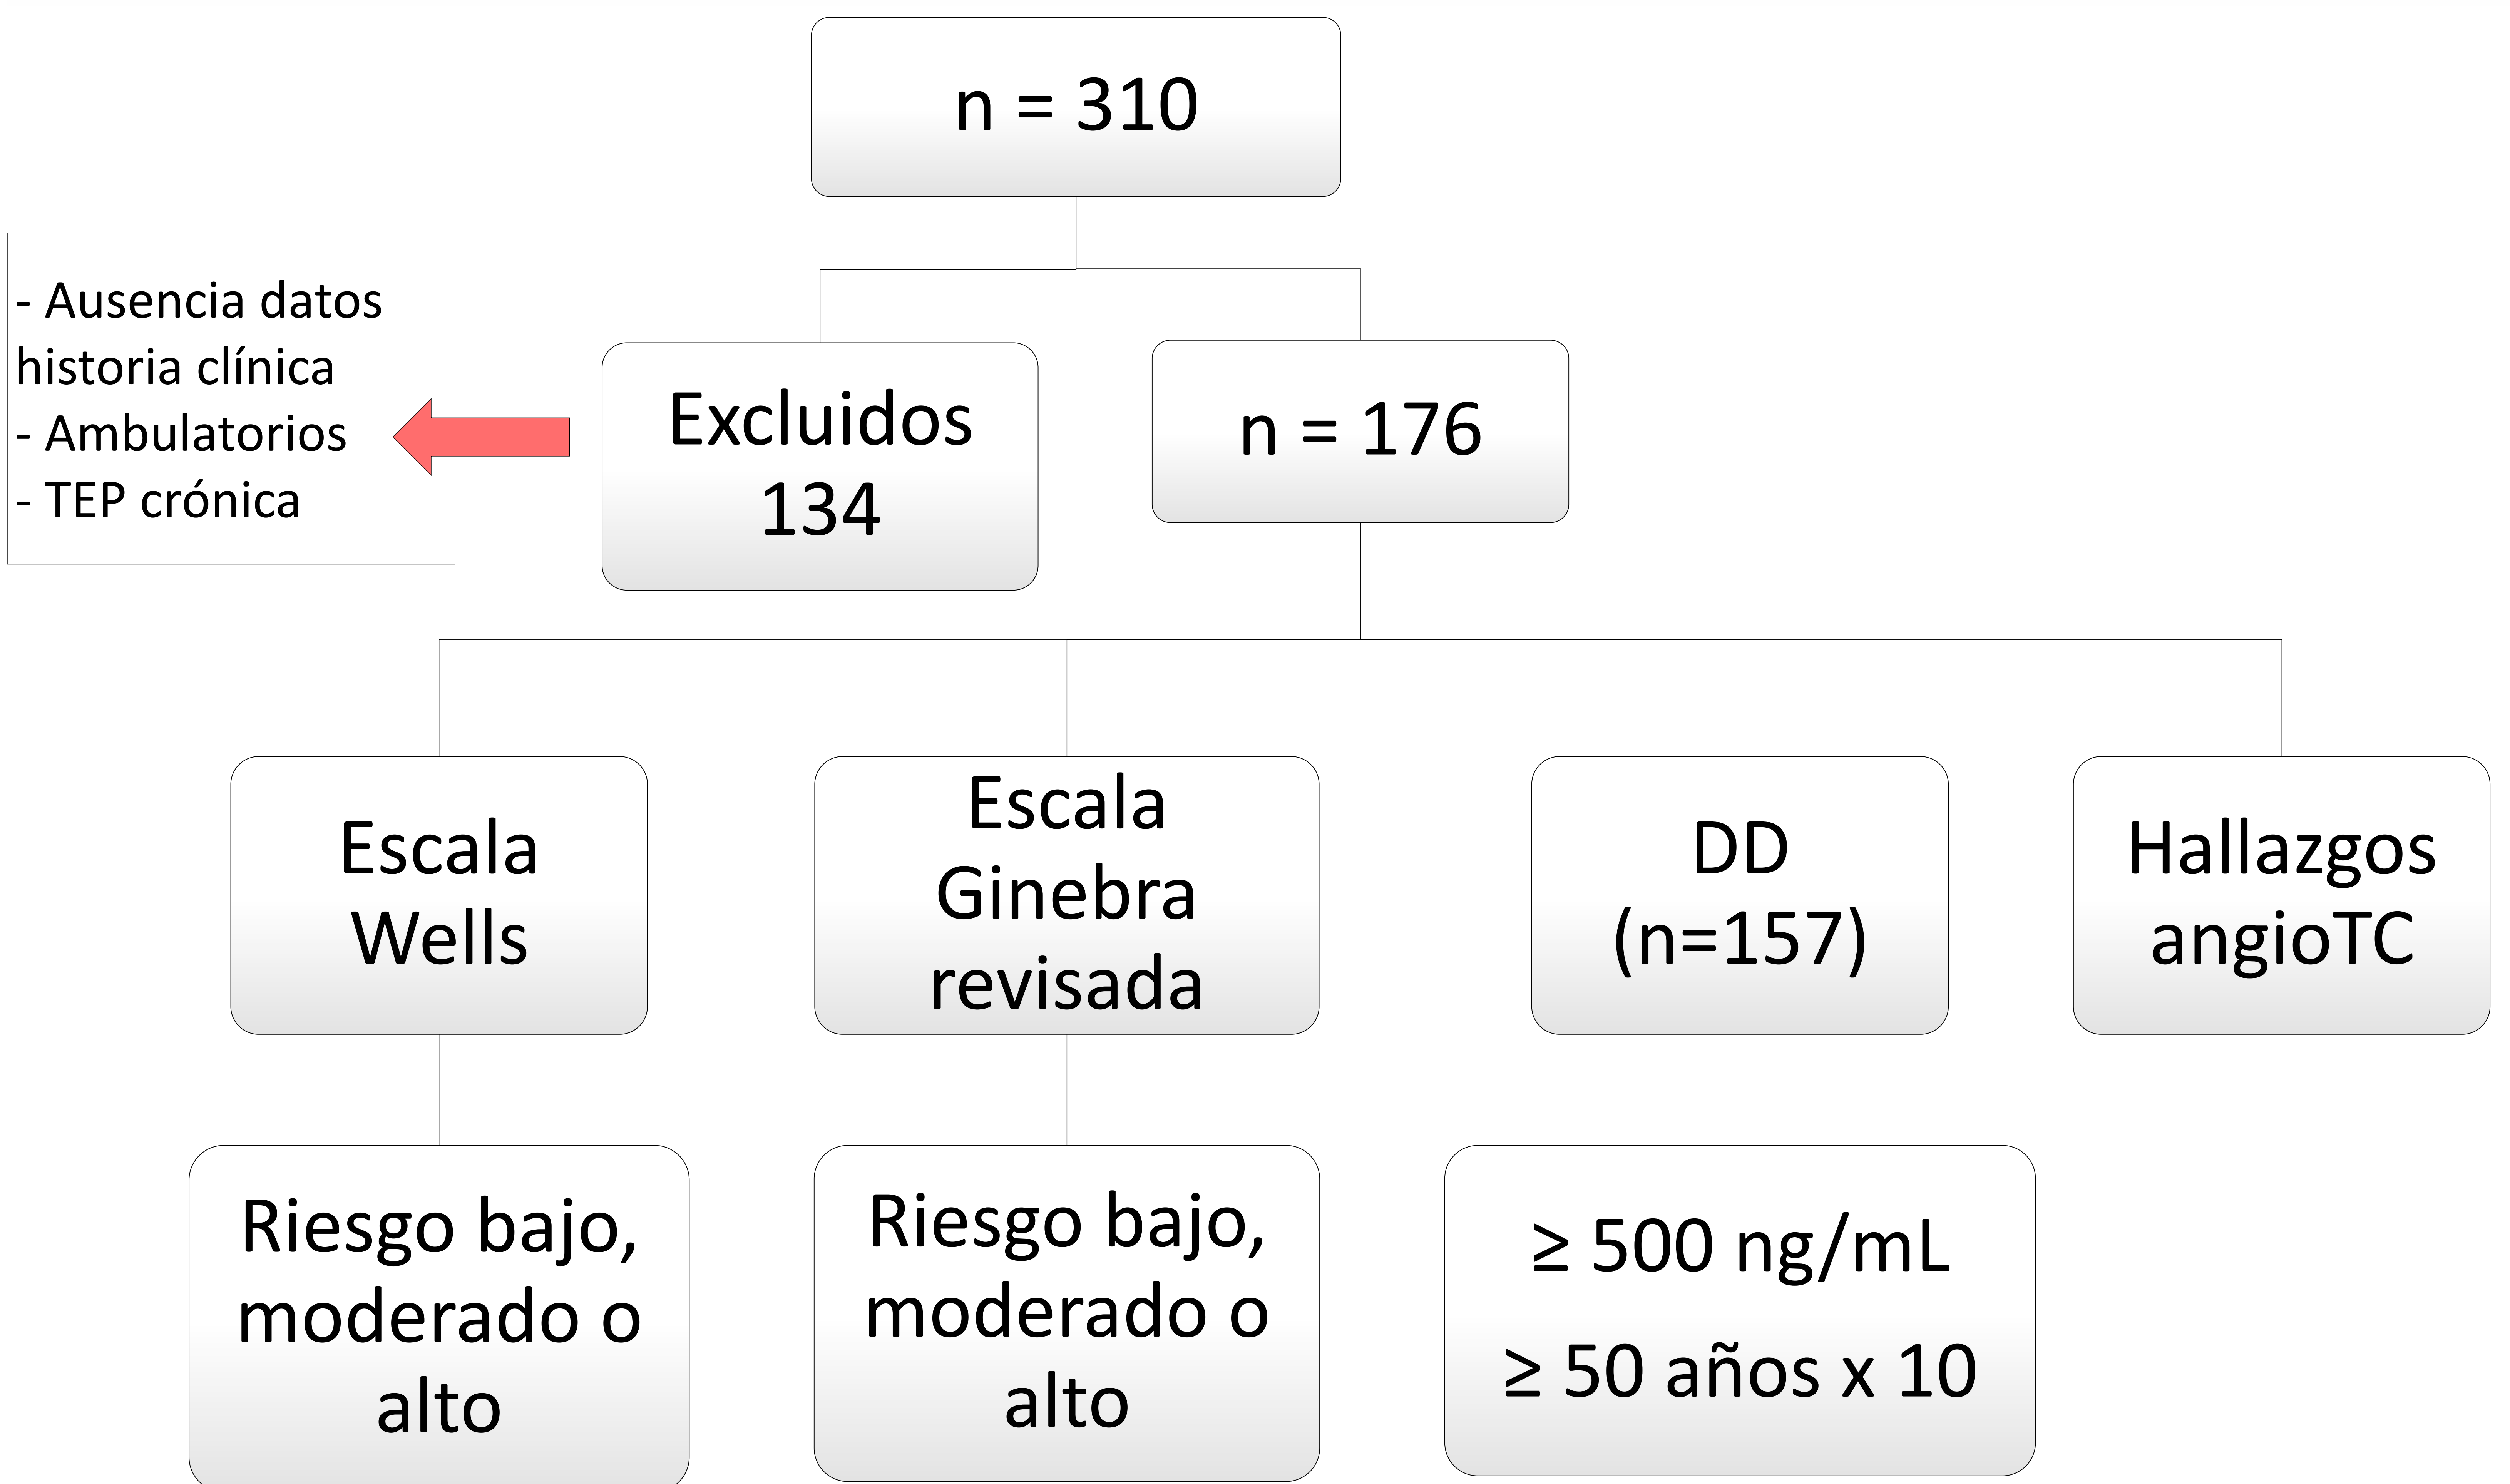 n = 310
- Ausencia datos
historia clínica
- Ambulatorios
- TEP crónica
Excluidos
134
n = 176
Escala
Wells
Escala
Ginebra
revisada
DD
(n=157)
Hallazgos
angioTC
Riesgo bajo,
moderado o
alto
Riesgo bajo,
moderado o
alto
≥ 500 ng/mL
≥ 50 años x 10